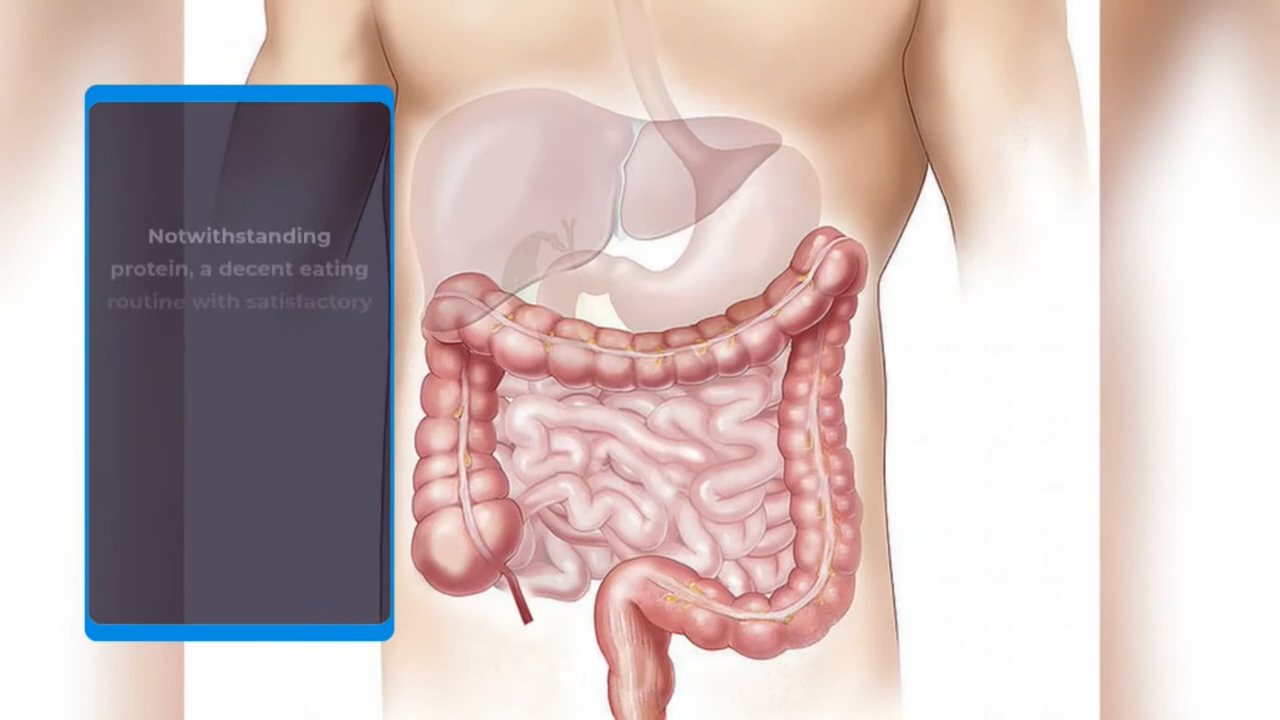 Notwithstanding
protein, a decent eating
routine with satisfactory